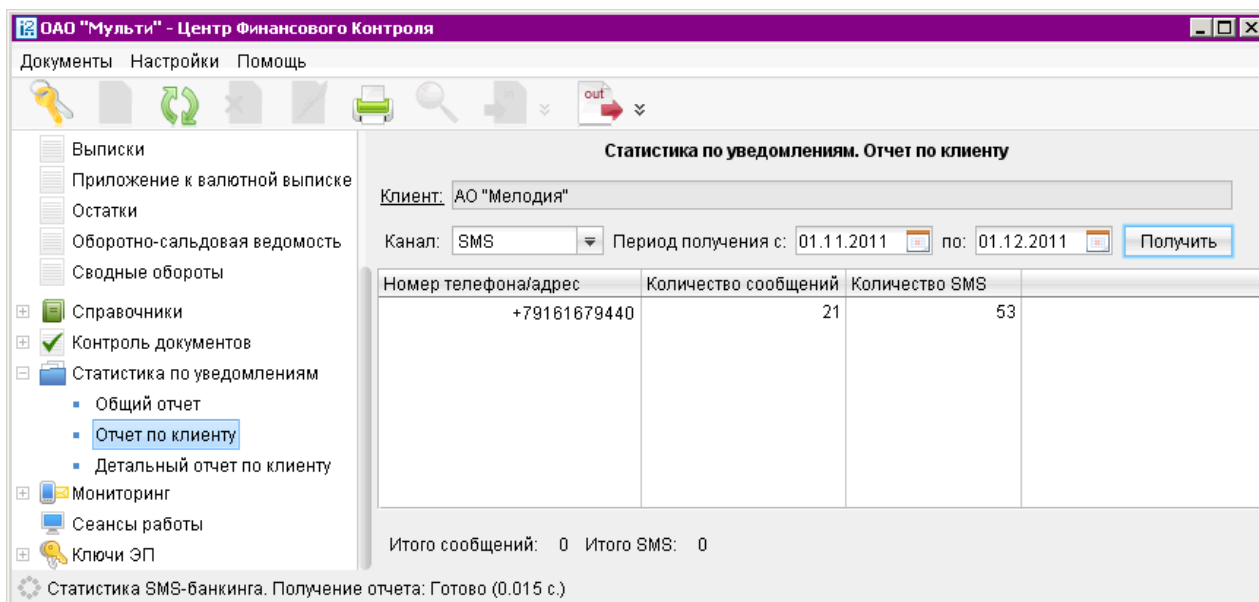 ОАО "Мульти" - Центр Финансового Контроля
Документы Настройки Помощь
out
Выписки
Приложение к валютной выписке
Остатки
Оборотно-сальдовая ведомость
Сводные обороты
Справочники
Контроль документов
Статистика по уведомлениям
Общий отчет
Отчет по клиенту
Детальный отчет по клиенту
Мониторинг
Сеансы работы
Ключи ЭП
Статистика по уведомлениям. Отчет по клиенту
Клиент: АО "Мелодия"
Канал: SMS Период получения с: 01.11.2011 по: 01.12.2011 Получить
Номер телефона/адрес Количество сообщений Количество SMS
+79161679440 21 53
Итого сообщений: 0 Итого SMS: 0
Статистика SMS-банкинга. Получение отчета: Готово (0.015 с.)